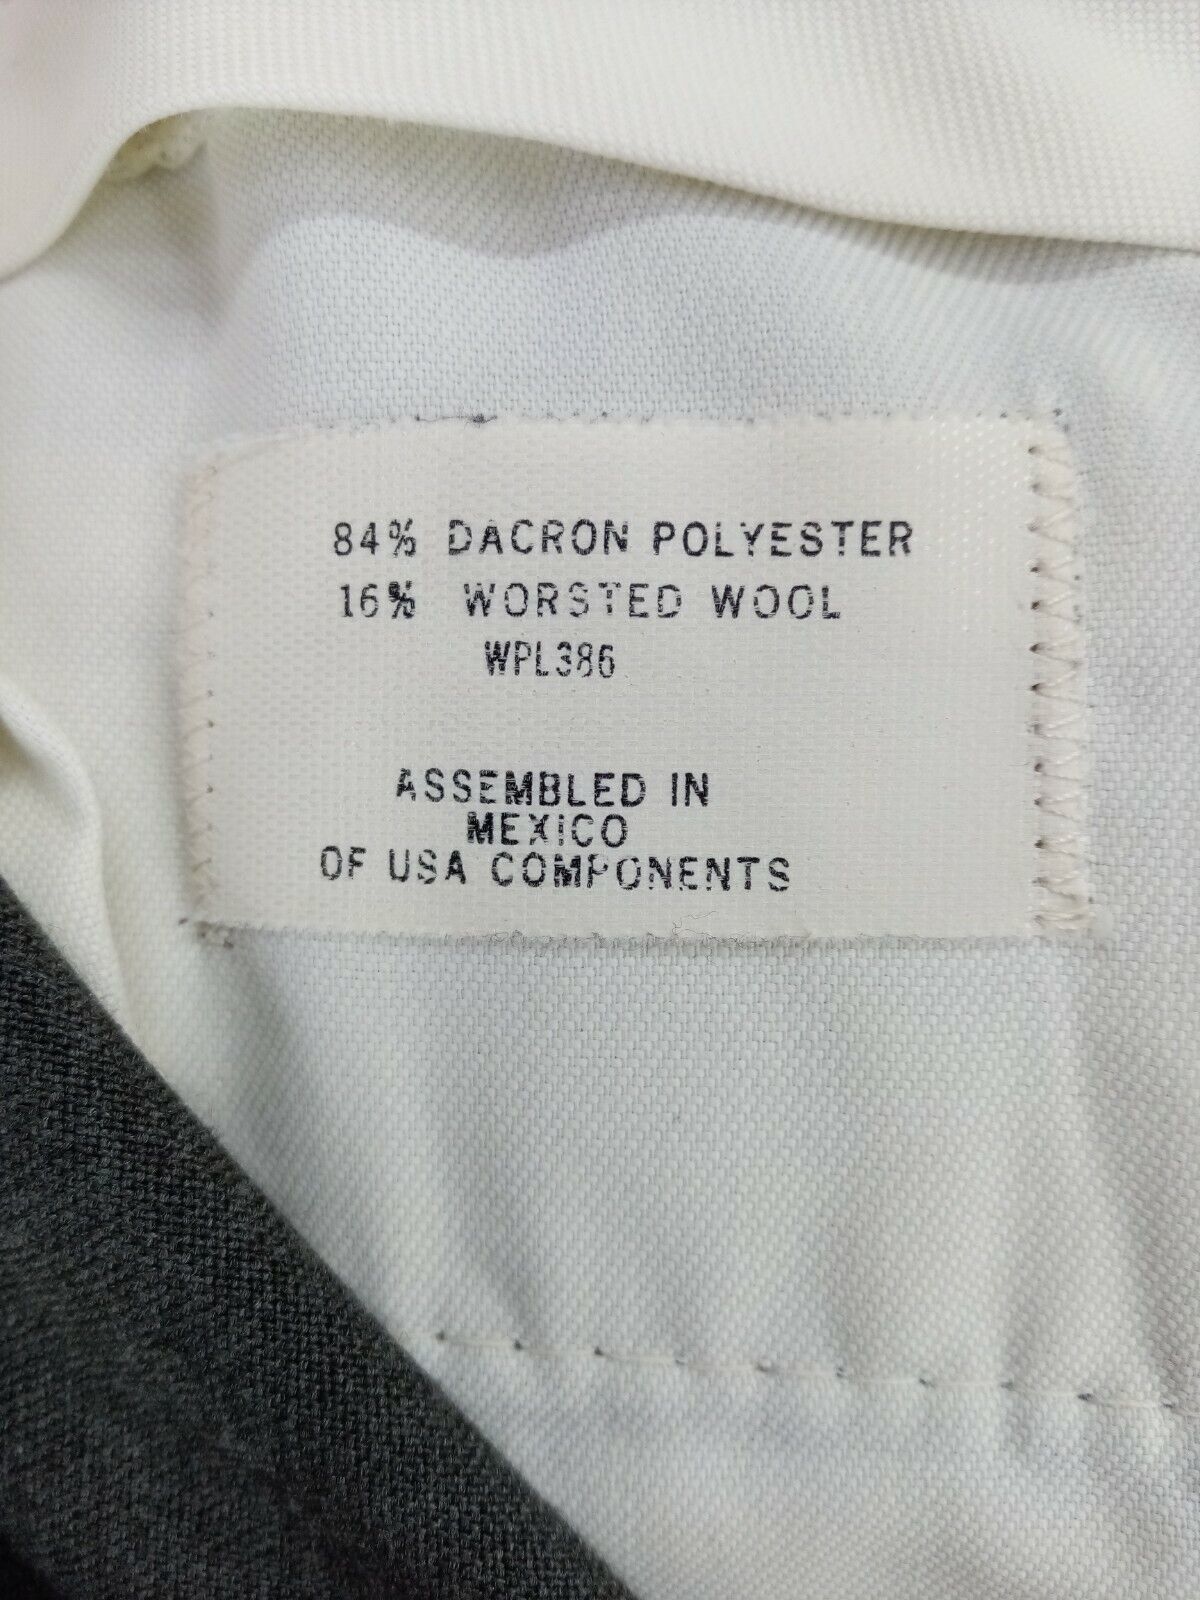 84% DACRON POLYESTER
16% WORSTED WOOL
WPL386
ASSEMBLED IN
MEXICO
OF USA COMPONENTS